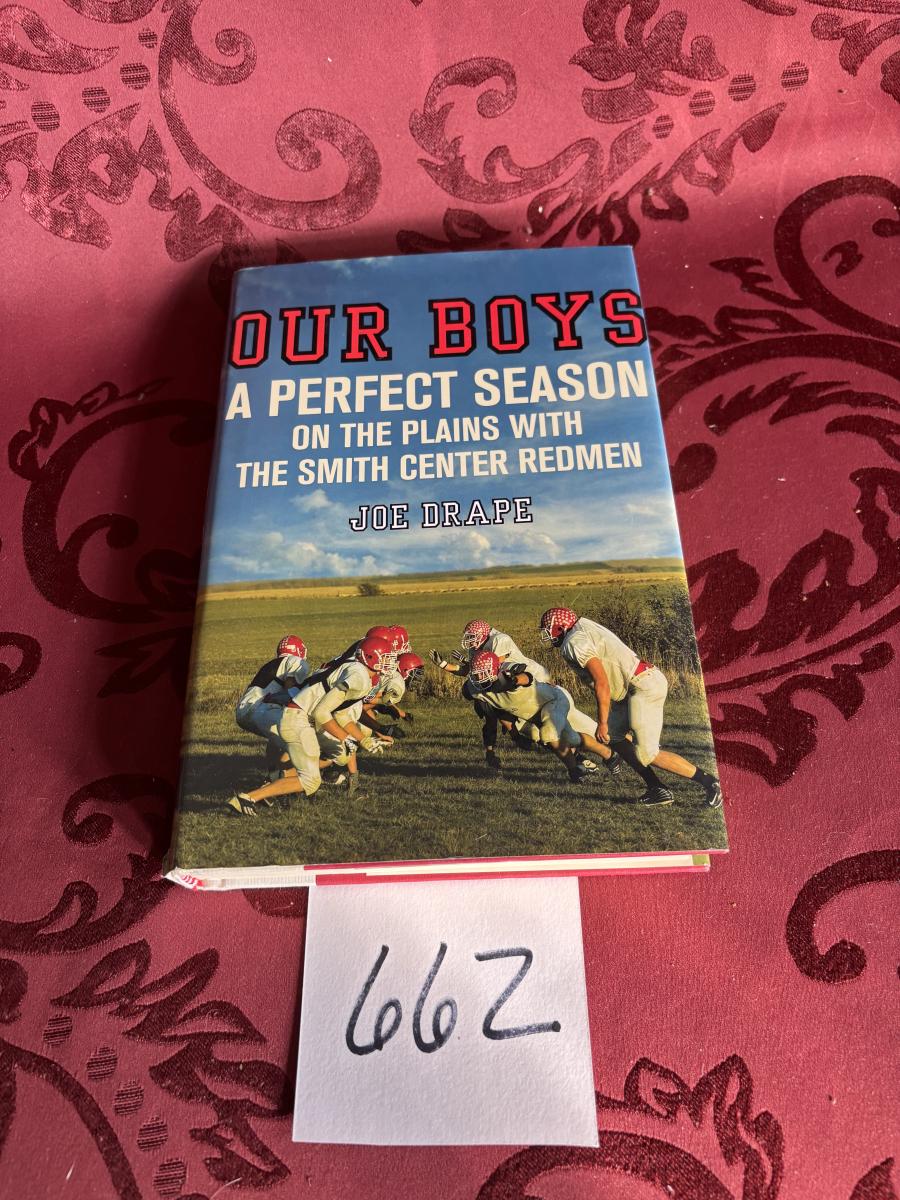 OUR BOYS
A PERFECT SEASON
ON THE PLAINS WITH
THE SMITH CENTER REDMEN
JOE DRAPE
662